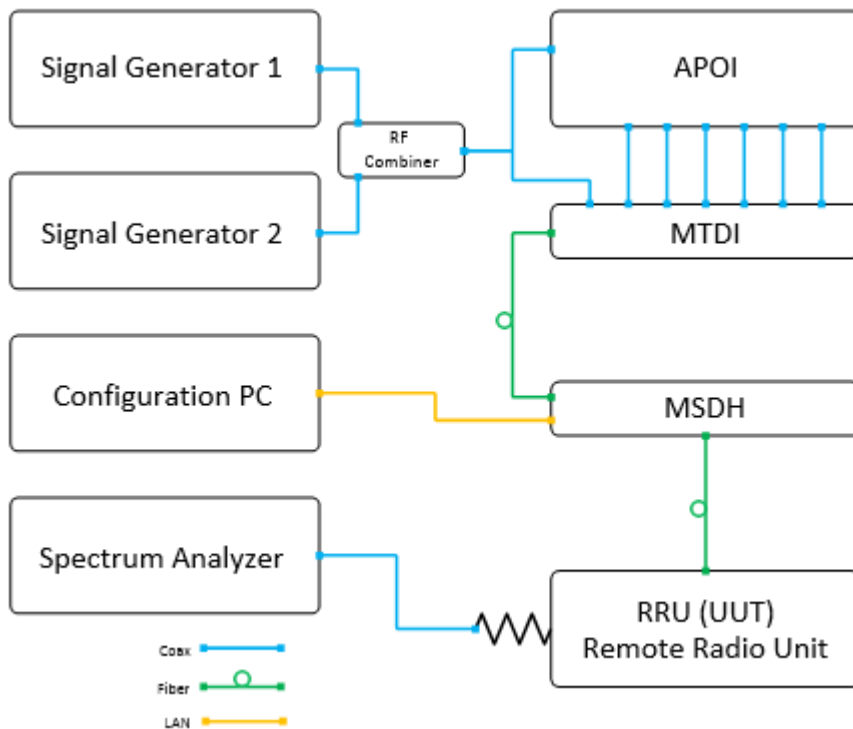 Signal Generator 1
APOI
RF
Combiner
Signal Generator 2
MTDI
Configuration PC
MSDH
Spectrum Analyzer
RRU (UUT)
Remote Radio Unit
Coax
Fiber
LAN